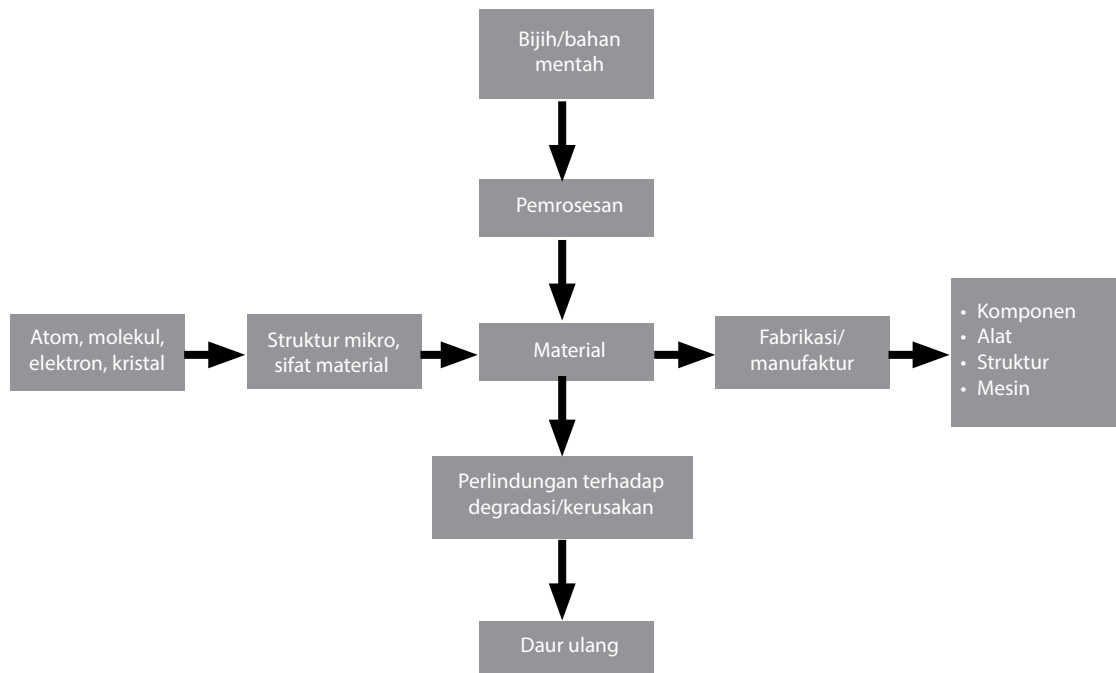 Bijih/bahan
mentah
Pemrosesan
Atom, molekul,
elektron, kristal
Struktur mikro,
sifat material
Material
Fabrikasi/
manufaktur
• Komponen
• Alat
• Struktur
• Mesin
Perlindungan terhadap
degradasi/kerusakan
Daur ulang